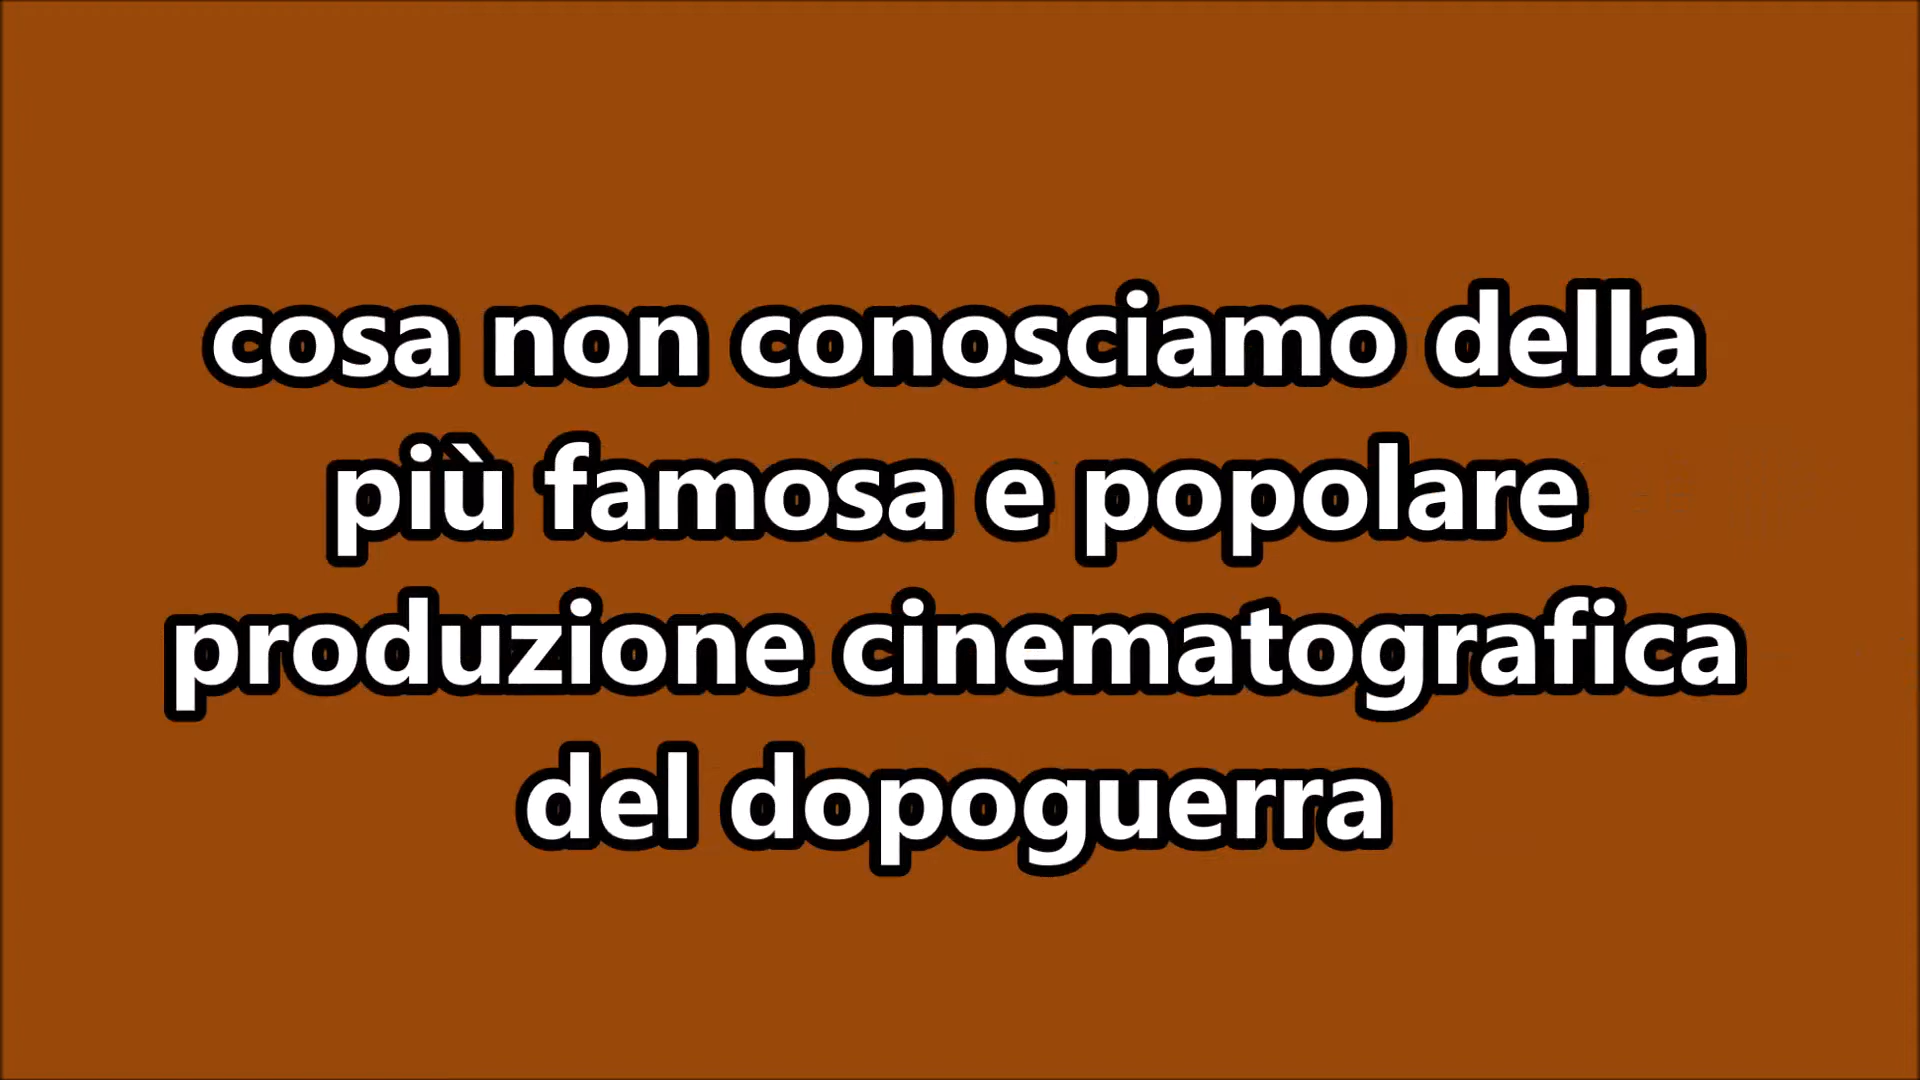 cosa non conosciamo della
più famosa e popolare
produzione cinematografica
del dopoguerra